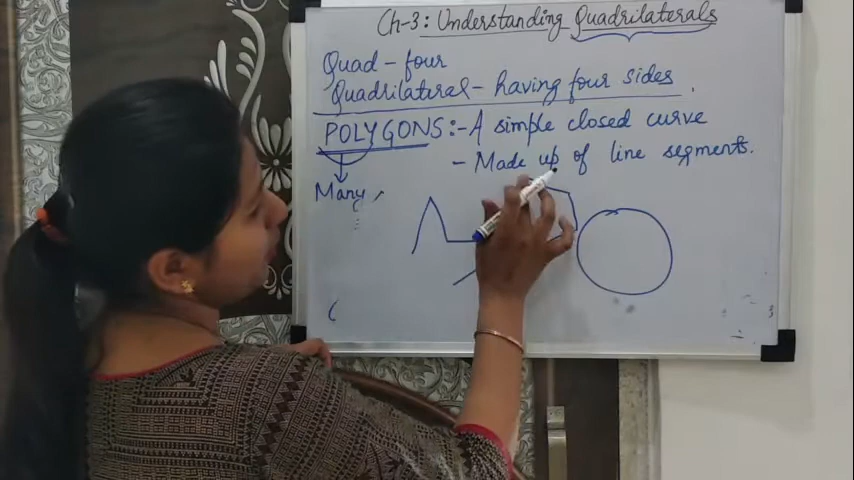 Ch-3: Understanding Quadrilaterals
Quad - four
Quadrilateral - having four sides
POLYGONS:- A simple closed curve
- Made up of line segments.
Many